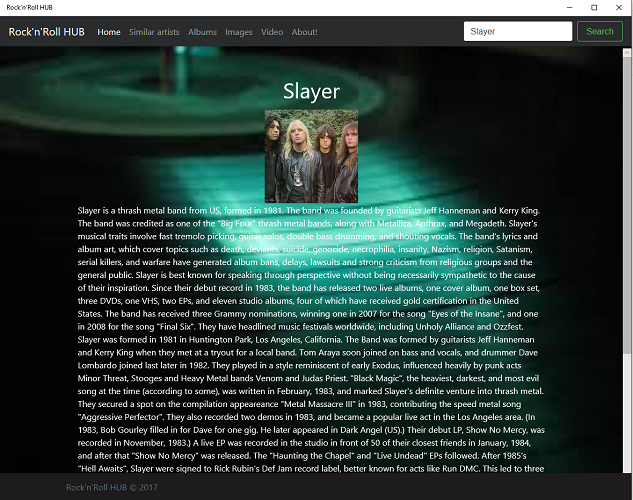 Rock'n'Roll HUB
Rock'n'Roll HUB Home Similar artists Albums Images Video About! Slayer Search
Slayer
Slayer is a thrash metal band from US, formed in 1981. The band was founded by guitarists Jeff Hanneman and Kerry King.
The band was credited as one of the "Big Four" thrash metal bands, along with Metallica, Anthrax, and Megadeth. Slayer's
musical traits involve fast tremolo picking, guitar solos, double bass drumming, and shouting vocals. The band's lyrics and
album art, which cover topics such as death, deviants, suicide, genocide, necrophilia, insanity, Nazism, religion, Satanism,
serial killers, and warfare have generated album bans, delays, lawsuits and strong criticism from religious groups and the
general public. Slayer is best known for speaking through perspective without being necessarily sympathetic to the cause
of their inspiration. Since their debut record in 1983, the band has released two live albums, one cover album, one box set,
three DVDs, one VHS, two EPs, and eleven studio albums, four of which have received gold certification in the United
States. The band has received three Grammy nominations, winning one in 2007 for the song "Eyes of the Insane", and one
in 2008 for the song "Final Six". They have headlined music festivals worldwide, including Unholy Alliance and Ozzfest.
Slayer was formed in 1981 in Huntington Park, Los Angeles, California. The Band was formed by guitarists Jeff Hanneman
and Kerry King when they met at a tryout for a local band. Tom Araya soon joined on bass and vocals, and drummer Dave
Lombardo joined last later in 1982. They played in a style reminiscent of early Exodus, influenced heavily by punk acts
Minor Threat, Stooges and Heavy Metal bands Venom and Judas Priest. "Black Magic", the heaviest, darkest, and most evil
song at the time (according to some), was written in February, 1983, and marked Slayer's definite venture into thrash metal.
They secured a spot on the compilation appeareance "Metal Massacre III" in 1983, contributing the speed metal song
"Aggressive Perfector". They also recorded two demos in 1983, and became a popular live act in the Los Angeles area. (In
1983, Bob Gourley filled in for Dave for one gig. He later appeared in Dark Angel (US).) Their debut LP, Show No Mercy, was
recorded in November, 1983.) A live EP was recorded in the studio in front of 50 of their closest friends in January, 1984,
and after that "Show No Mercy" was released. The "Haunting the Chapel" and "Live Undead" EPs followed. After 1985's
"Hell Awaits", Slayer were signed to Rick Rubin's Def Jam record label, better known for acts like Run DMC. This led to three
Rock'n'Roll HUB © 2017